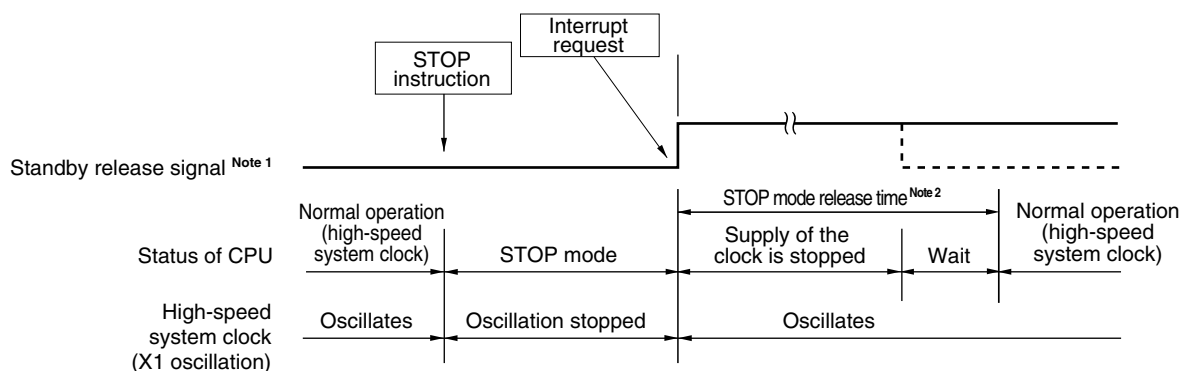 Interrupt
request
STOP
instruction
Standby release signal Note 1
STOP mode release time Note 2
Normal operation
(high-speed
system clock)
Status of CPU
STOP mode
Supply of the
clock is stopped
Wait
Normal operation
(high-speed
system clock)
High-speed
system clock
(X1 oscillation)
Oscillates
Oscillation stopped
Oscillates